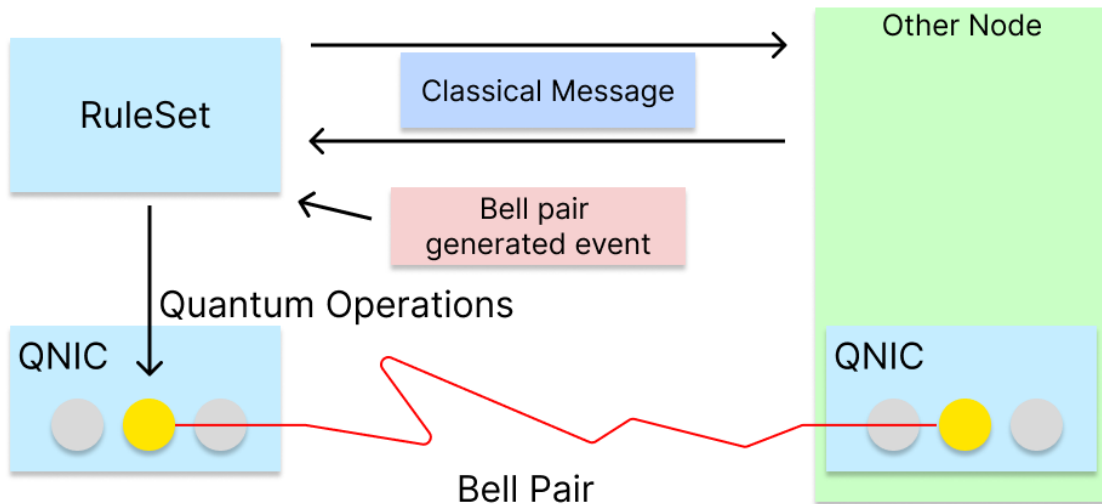 Other Node
RuleSet
Classical Message
Bell pair
generated event
Quantum Operations
QNIC
QNIC
Bell Pair